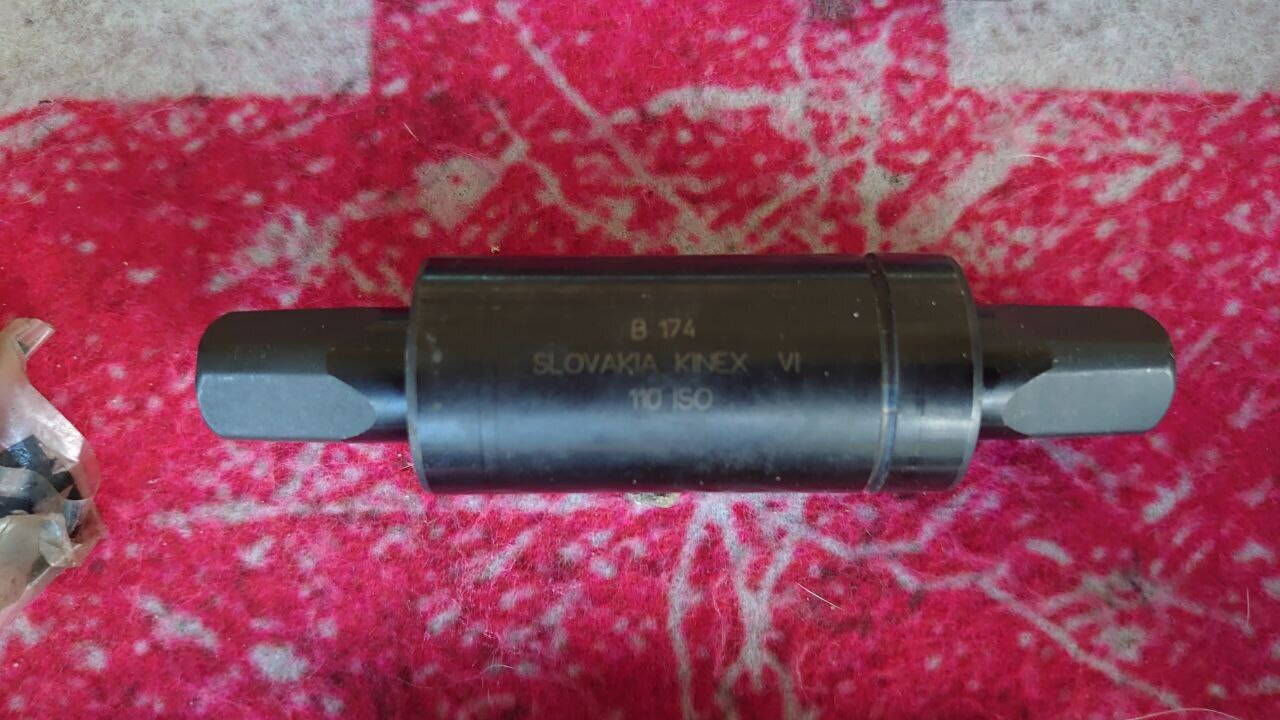 B 174
SLOVAKIA KINEX VI
110 ISO